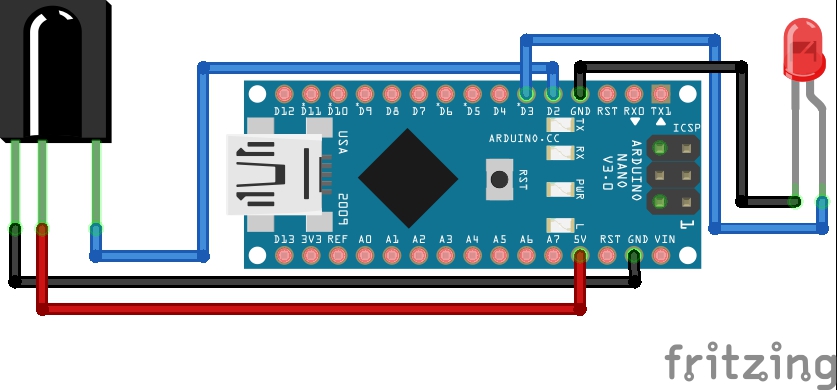 D12 D11 D10 D9 D8 D7 D6 D5 D4 D3 D2 GND RST RX0 TX1
TX
RX
PWR
L
ARDUINO.CC
RST
ICSP
1
ARDUINO
NANO
V3.0
USA
2009
D13 3V3 REF A0 A1 A2 A3 A4 A5 A6 A7 5V RST GND VIN
fritzing